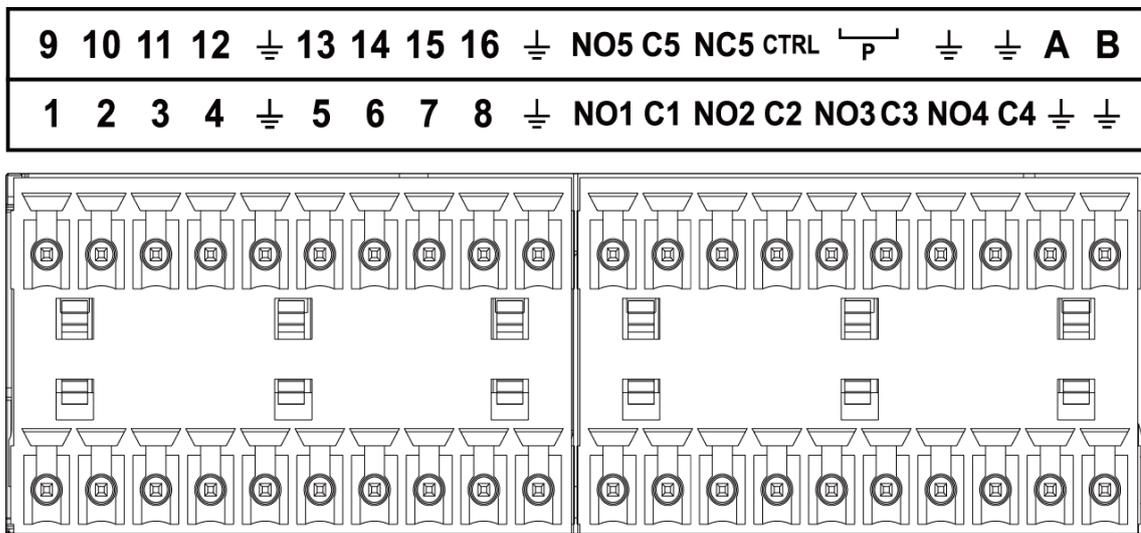 9 10 11 12 ⏚ 13 14 15 16 ⏚ NO5 C5 NC5 CTRL P ⏚ ⏚ A B
1 2 3 4 ⏚ 5 6 7 8 ⏚ NO1 C1 NO2 C2 NO3 C3 NO4 C4 ⏚ ⏚